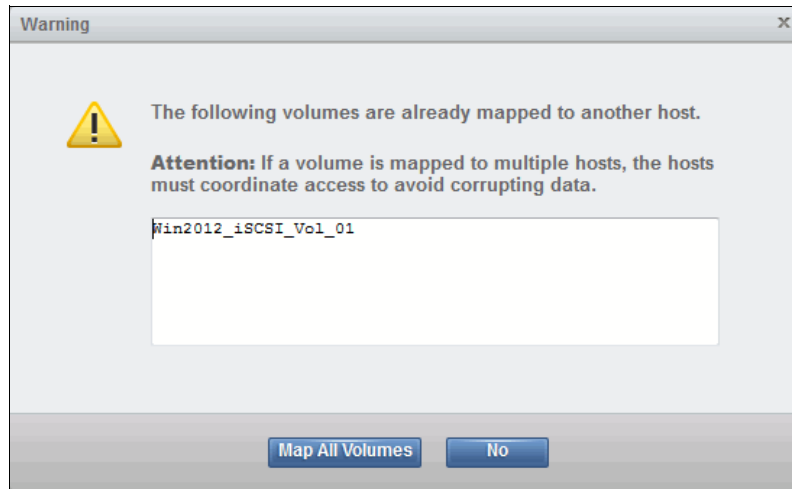 Warning
x
The following volumes are already mapped to another host.
Attention: If a volume is mapped to multiple hosts, the hosts
must coordinate access to avoid corrupting data.
Win2012_iSCSI_Vol_01
Map All Volumes
No